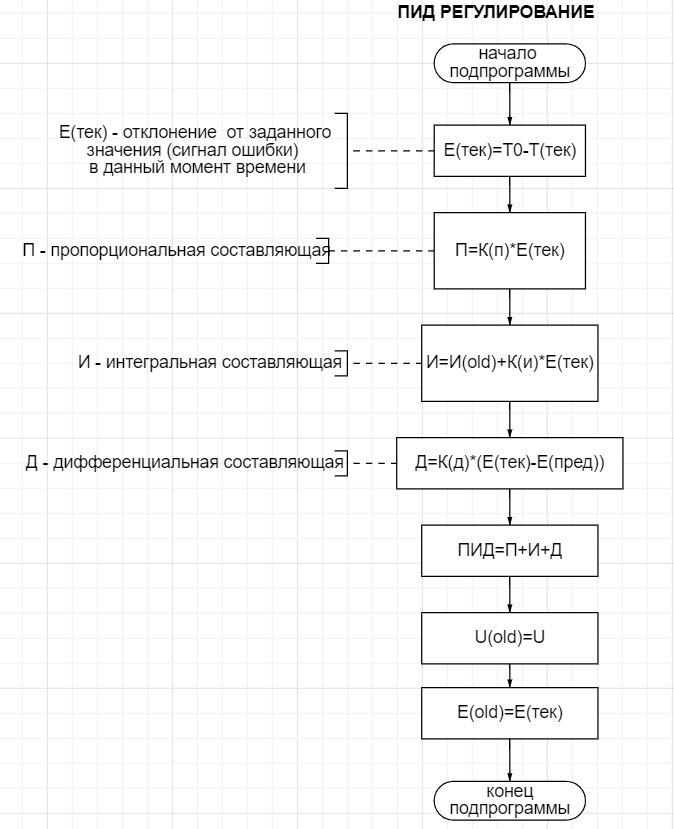 ПИД РЕГУЛИРОВАНИЕ
начало
подпрограммы
E(тек) - отклонение от заданного
значения (сигнал ошибки)
в данный момент времени
E(тек)=T0-T(тек)
П - пропорциональная составляющая
П=К(п)*E(тек)
И - интегральная составляющая
И=И(old)+К(и)*E(тек)
Д - дифференциальная составляющая
Д=К(д)*(E(тек)-E(пред))
ПИД=П+И+Д
U(old)=U
E(old)=E(тек)
конец
подпрограммы